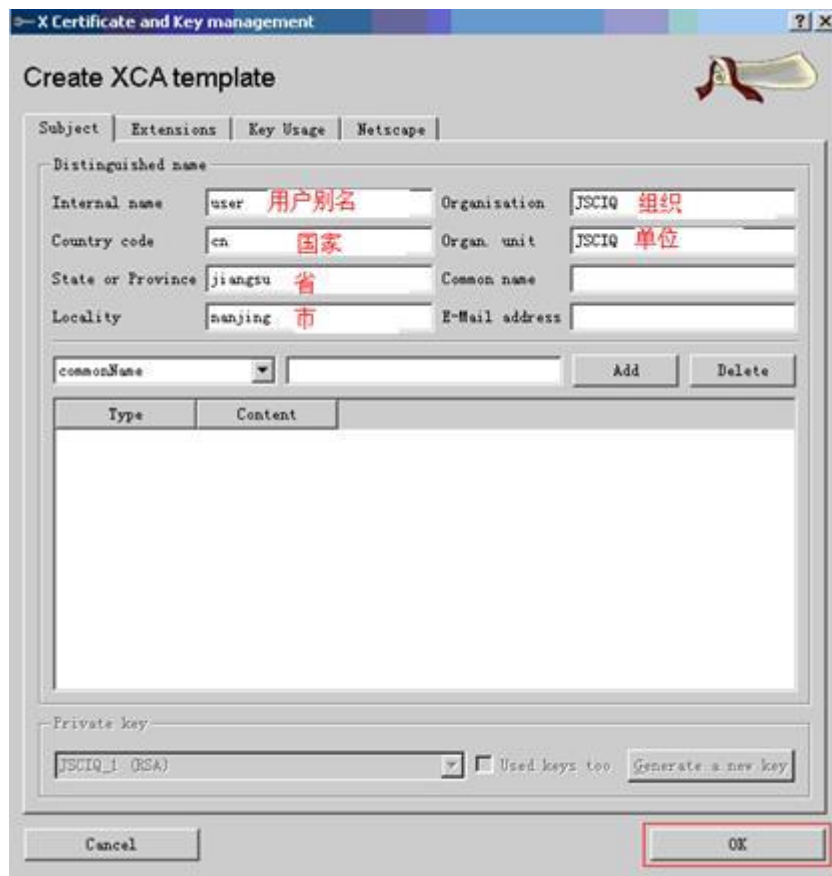 X Certificate and Key management
Create XCA template
Subject Extensions Key Usage Netscape
Distinguished name
Internal name user 用户别名 Organisation JSCIQ 组织
Country code cn 国家 Organ. unit JSCIQ 单位
State or Province jiangsu 省 Common name
Locality nanjing 市 E-Mail address
commonName Add Delete
Type Content
Private key
JSCIQ_1 (RSA) Used keys too Generate a new key
Cancel OK